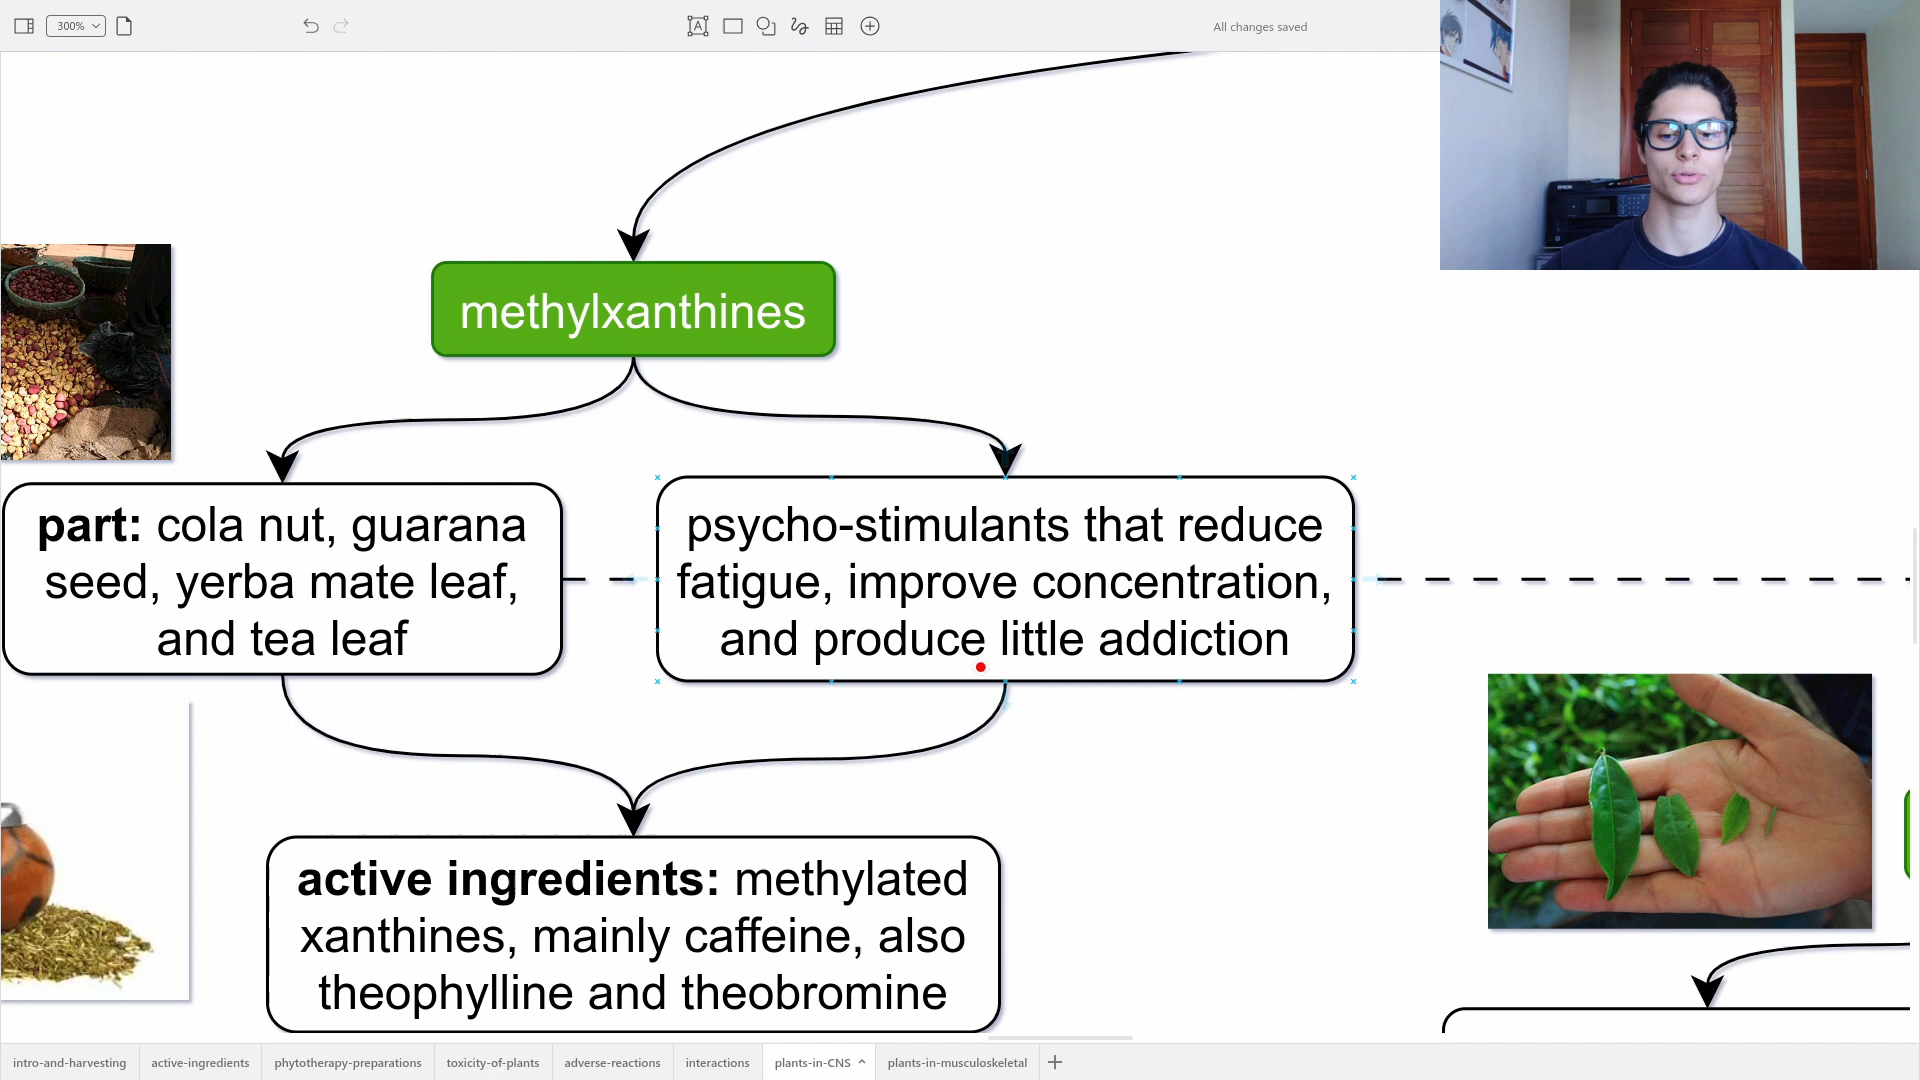 300%
All changes saved
EPSON
methylxanthines
part: cola nut, guarana
seed, yerba mate leaf,
and tea leaf
psycho-stimulants that reduce
fatigue, improve concentration,
and produce little addiction
active ingredients: methylated
xanthines, mainly caffeine, also
theophylline and theobromine
intro-and-harvesting
active-ingredients
phytotherapy-preparations
toxicity-of-plants
adverse-reactions
interactions
plants-in-CNS
plants-in-musculoskeletal